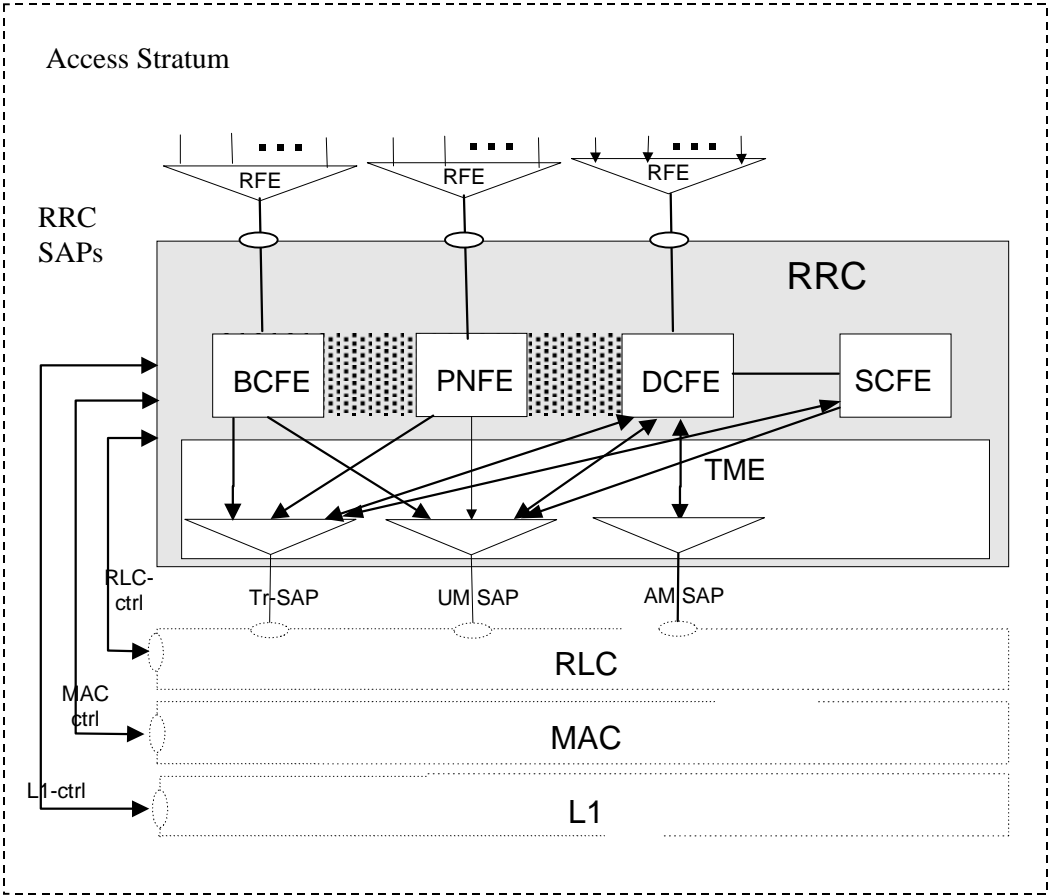 Access Stratum
RFE
RFE
RFE
RRC
SAPs
RRC
BCFE
PNFE
DCFE
SCFE
TME
RLC-
ctrl
Tr-SAP
UM SAP
AM SAP
RLC
MAC
ctrl
MAC
L1-ctrl
L1